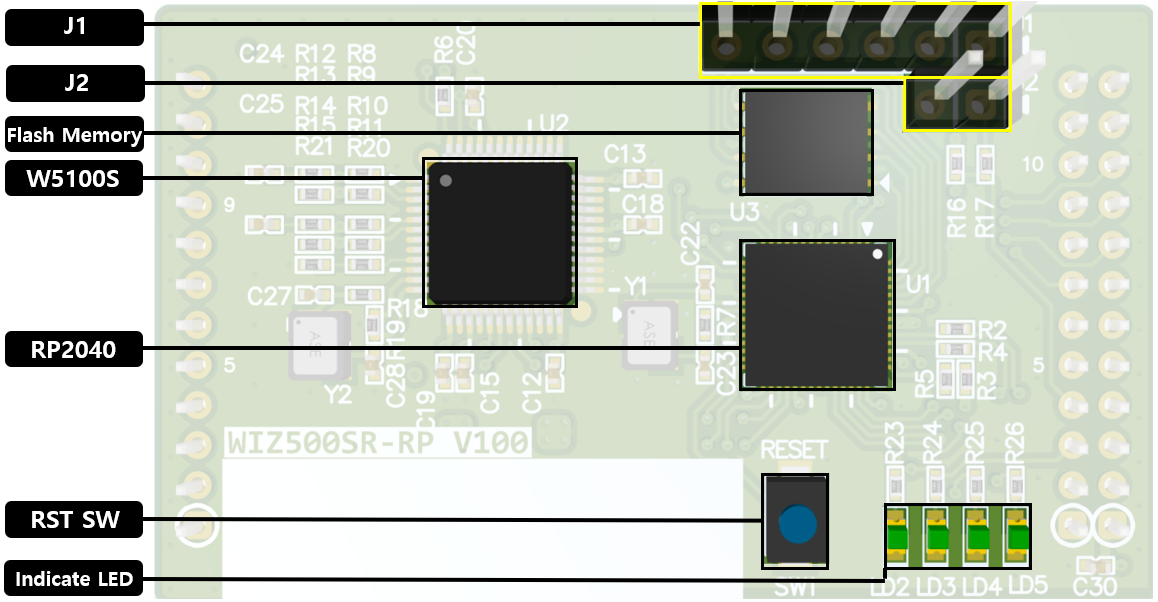 J1
J2
Flash Memory
W5100S
RP2040
RST SW
Indicate LED
C24 R12 R8
R13 R9
C25 R14 R10
R15 R11
R21 R20
R6
C20
U2
C13
C18
C22
U3
1
2
10
R16
R17
9
C27
R18
R19
C28
5
ASE
Y2
C19
C15
C12
Y1
ASE
R7
C23
U1
R2
R4
R5
R3
5
WIZ500SR-RP V100
RESET
SW1
R23
R24
R25
R26
LD2 LD3 LD4 LD5
C30